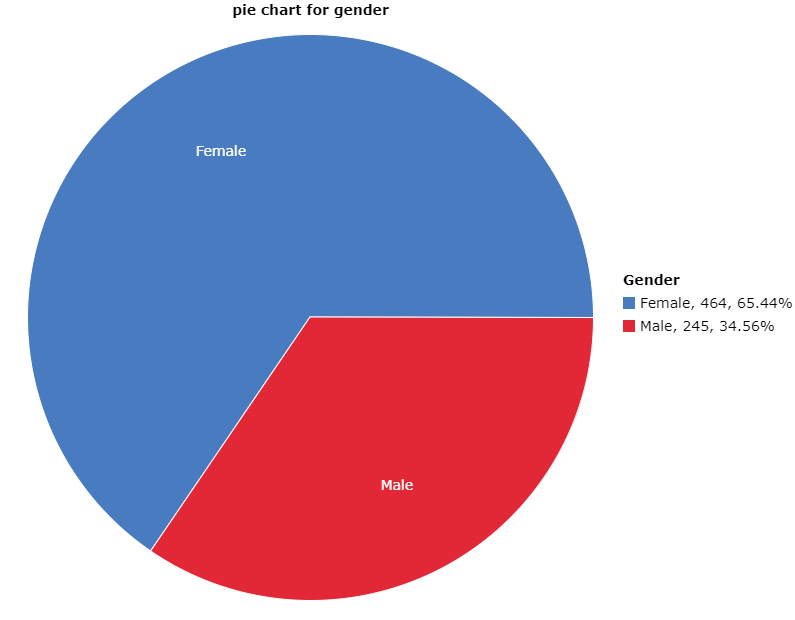 pie chart for gender
Female
Gender
Female, 464, 65.44%
Male, 245, 34.56%
Male